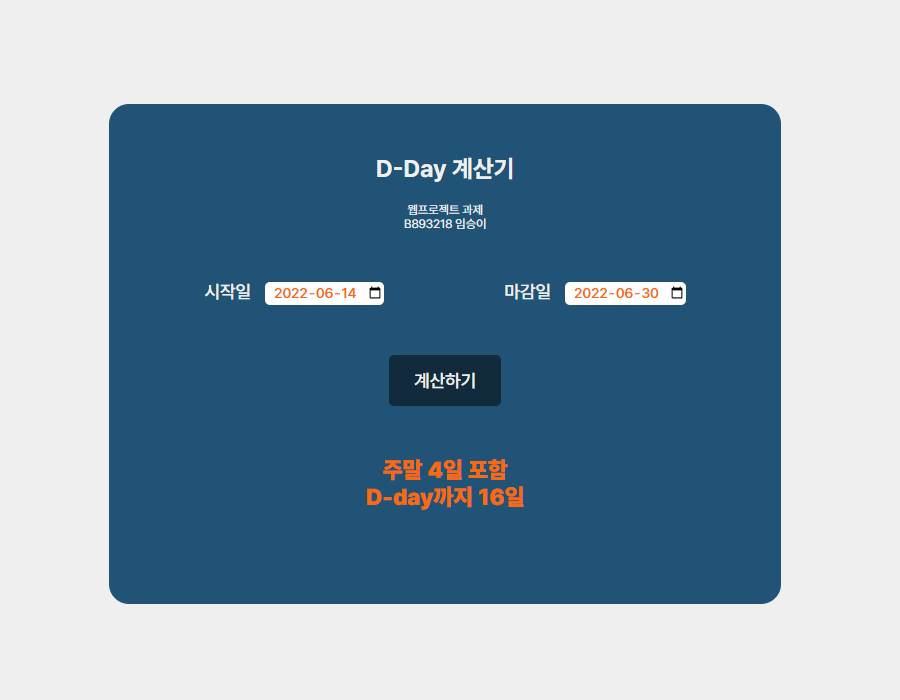 D-Day 계산기
웹프로젝트 과제
B893218 임승이
시작일 2022-06-14 마감일 2022-06-30
계산하기
주말 4일 포함
D-day까지 16일